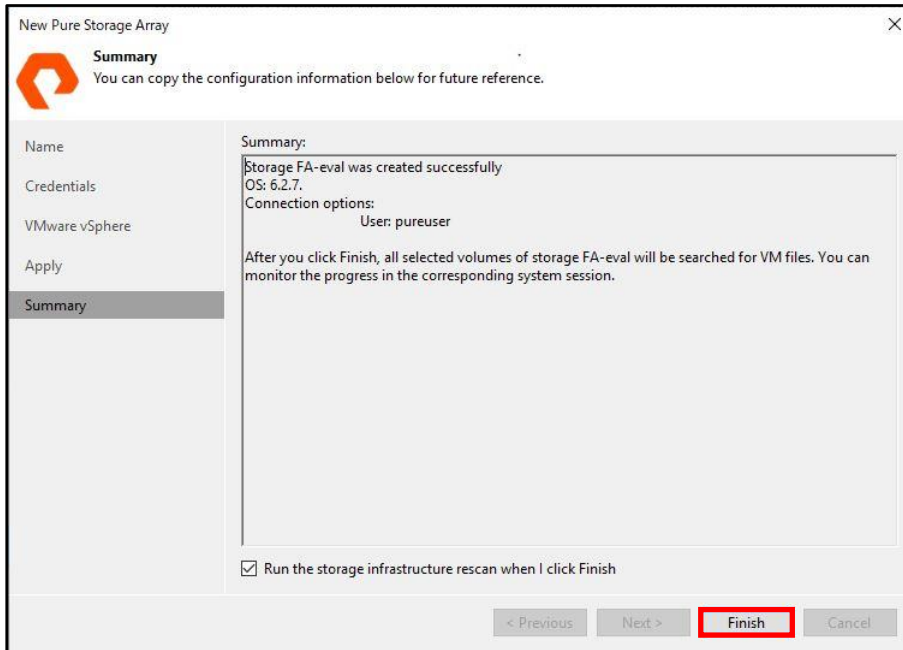 New Pure Storage Array
Summary
You can copy the configuration information below for future reference.
Name
Credentials
VMware vSphere
Apply
Summary
Summary:
Storage FA-eval was created successfully
OS: 6.2.7.
Connection options:
User: pureuser
After you click Finish, all selected volumes of storage FA-eval will be searched for VM files. You can
monitor the progress in the corresponding system session.
Run the storage infrastructure rescan when I click Finish
< Previous
Next >
Finish
Cancel